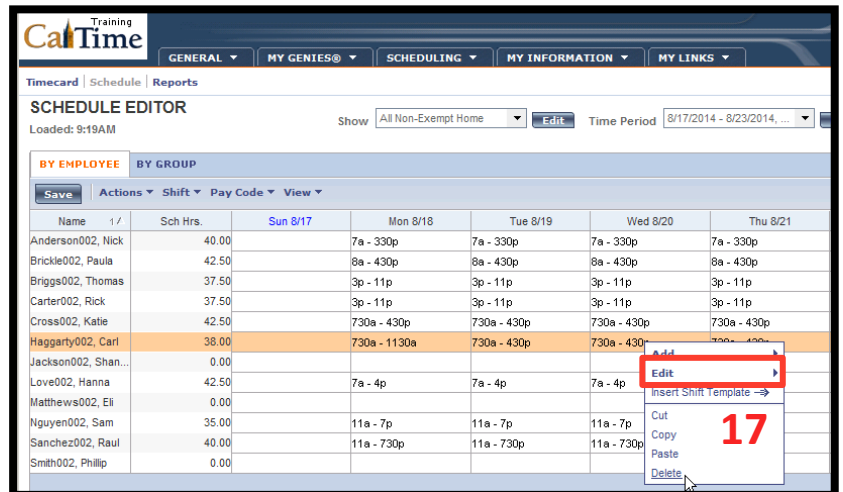 Training
CalTime
GENERAL MY GENIES® SCHEDULING MY INFORMATION MY LINKS
Timecard | Schedule | Reports
SCHEDULE EDITOR
Loaded: 9:19AM
Show All Non-Exempt Home Edit Time Period 8/17/2014 - 8/23/2014, ...
BY EMPLOYEE BY GROUP
Save Actions Shift Pay Code View
Name 1/ Sch Hrs. Sun 8/17 Mon 8/18 Tue 8/19 Wed 8/20 Thu 8/21
Anderson002, Nick 40.00 7a - 330p 7a - 330p 7a - 330p 7a - 330p
Brickle002, Paula 42.50 8a - 430p 8a - 430p 8a - 430p 8a - 430p
Briggs002, Thomas 37.50 3p - 11p 3p - 11p 3p - 11p 3p - 11p
Carter002, Rick 37.50 3p - 11p 3p - 11p 3p - 11p 3p - 11p
Cross002, Katie 42.50 730a - 430p 730a - 430p 730a - 430p 730a - 430p
Haggarty002, Carl 38.00 730a - 1130a 730a - 430p 730a - 430p
Jackson002, Shan... 0.00
Love002, Hanna 42.50 7a - 4p 7a - 4p 7a - 4p
Matthews002, Eli 0.00
Nguyen002, Sam 35.00 11a - 7p 11a - 7p 11a - 7p
Sanchez002, Raul 40.00 11a - 730p 11a - 730p 11a - 730p
Smith002, Phillip 0.00
Add
Edit
Insert Shift Template
Cut
Copy
Paste
Delete
17